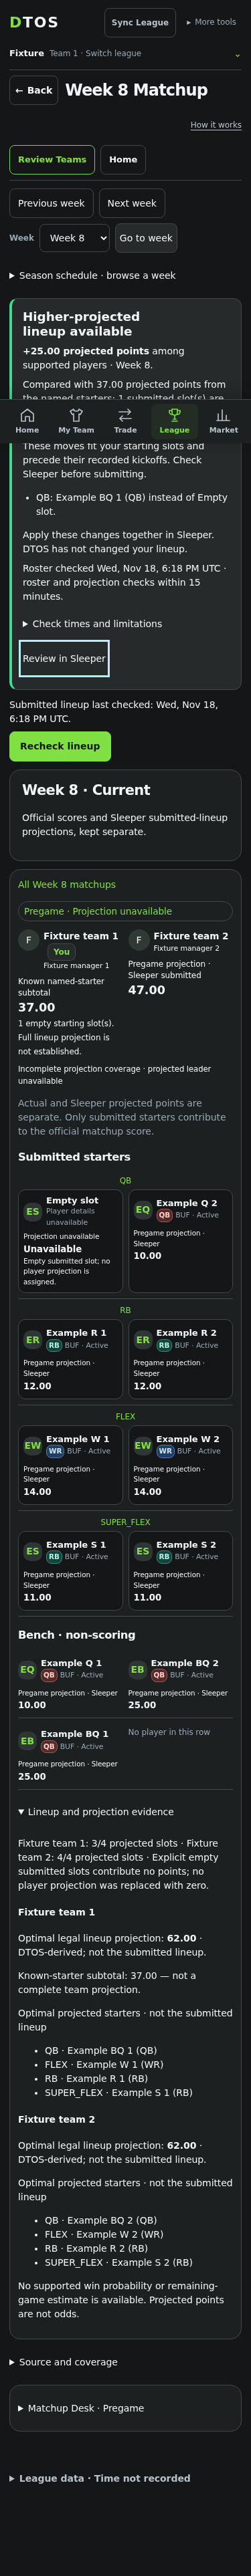 DTOS
Sync League
▸ More tools
Fixture Team 1 · Switch league
← Back
Week 8 Matchup
How it works
Review Teams
Home
Previous week
Next week
Week
Week 8
Go to week
▶ Season schedule · browse a week
Higher-projected
lineup available
+25.00 projected points among
supported players · Week 8.
Compared with 37.00 projected points from
Home
My Team
Trade
League
Market
These moves fit your starting slots and
precede their recorded kickoffs. Check
Sleeper before submitting.
• QB: Example BQ 1 (QB) instead of Empty
slot.
Apply these changes together in Sleeper.
DTOS has not changed your lineup.
Roster checked Wed, Nov 18, 6:18 PM UTC ·
roster and projection checks within 15
minutes.
▶ Check times and limitations
Review in Sleeper
Submitted lineup last checked: Wed, Nov 18,
6:18 PM UTC.
Recheck lineup
Week 8 · Current
Official scores and Sleeper submitted-lineup
projections, kept separate.
All Week 8 matchups
Pregame · Projection unavailable
F
Fixture team 1
You
Fixture manager 1
Known named-starter
subtotal
37.00
1 empty starting slot(s).
Full lineup projection is
not established.
F
Fixture team 2
Fixture manager 2
Pregame projection ·
Sleeper submitted
47.00
Incomplete projection coverage · projected leader
unavailable
Actual and Sleeper projected points are
separate. Only submitted starters contribute
to the official matchup score.
Submitted starters
QB
ES
Empty slot
Player details
unavailable
Projection unavailable
Unavailable
Empty submitted slot; no
player projection is
assigned.
EQ
Example Q 2
QB BUF · Active
Pregame projection ·
Sleeper
10.00
RB
ER
Example R 1
RB BUF · Active
Pregame projection ·
Sleeper
12.00
ER
Example R 2
RB BUF · Active
Pregame projection ·
Sleeper
12.00
FLEX
EW
Example W 1
WR BUF · Active
Pregame projection ·
Sleeper
14.00
EW
Example W 2
WR BUF · Active
Pregame projection ·
Sleeper
14.00
SUPER_FLEX
ES
Example S 1
RB BUF · Active
Pregame projection ·
Sleeper
11.00
ES
Example S 2
RB BUF · Active
Pregame projection ·
Sleeper
11.00
Bench · non-scoring
EQ
Example Q 1
QB BUF · Active
Pregame projection · Sleeper
10.00
EB
Example BQ 2
QB BUF · Active
Pregame projection · Sleeper
25.00
EB
Example BQ 1
QB BUF · Active
Pregame projection · Sleeper
25.00
No player in this row
▼ Lineup and projection evidence
Fixture team 1: 3/4 projected slots · Fixture
team 2: 4/4 projected slots · Explicit empty
submitted slots contribute no points; no
player projection was replaced with zero.
Fixture team 1
Optimal legal lineup projection: 62.00 ·
DTOS-derived; not the submitted lineup.
Known-starter subtotal: 37.00 — not a
complete team projection.
Optimal projected starters · not the submitted
lineup
• QB · Example BQ 1 (QB)
• FLEX · Example W 1 (WR)
• RB · Example R 1 (RB)
• SUPER_FLEX · Example S 1 (RB)
Fixture team 2
Optimal legal lineup projection: 62.00 ·
DTOS-derived; not the submitted lineup.
Optimal projected starters · not the submitted
lineup
• QB · Example BQ 2 (QB)
• FLEX · Example W 2 (WR)
• RB · Example R 2 (RB)
• SUPER_FLEX · Example S 2 (RB)
No supported win probability or remaining-
game estimate is available. Projected points
are not odds.
▶ Source and coverage
▶ Matchup Desk · Pregame
▶ League data · Time not recorded